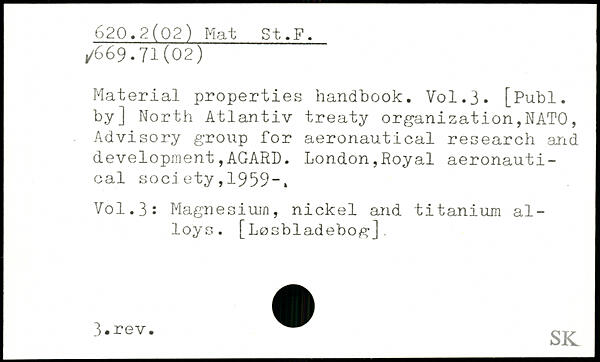 620.2(02) Mat  St.F.
√669.71(02)
Material properties handbook. Vol.3. [Publ.
by] North Atlantiv treaty organization,NATO,
Advisory group for aeronautical research and
development,AGARD. London,Royal aeronauti-
cal society,1959-.
Vol.3: Magnesium, nickel and titanium al-
loys. [Løsbladebog].
3.rev.
SK